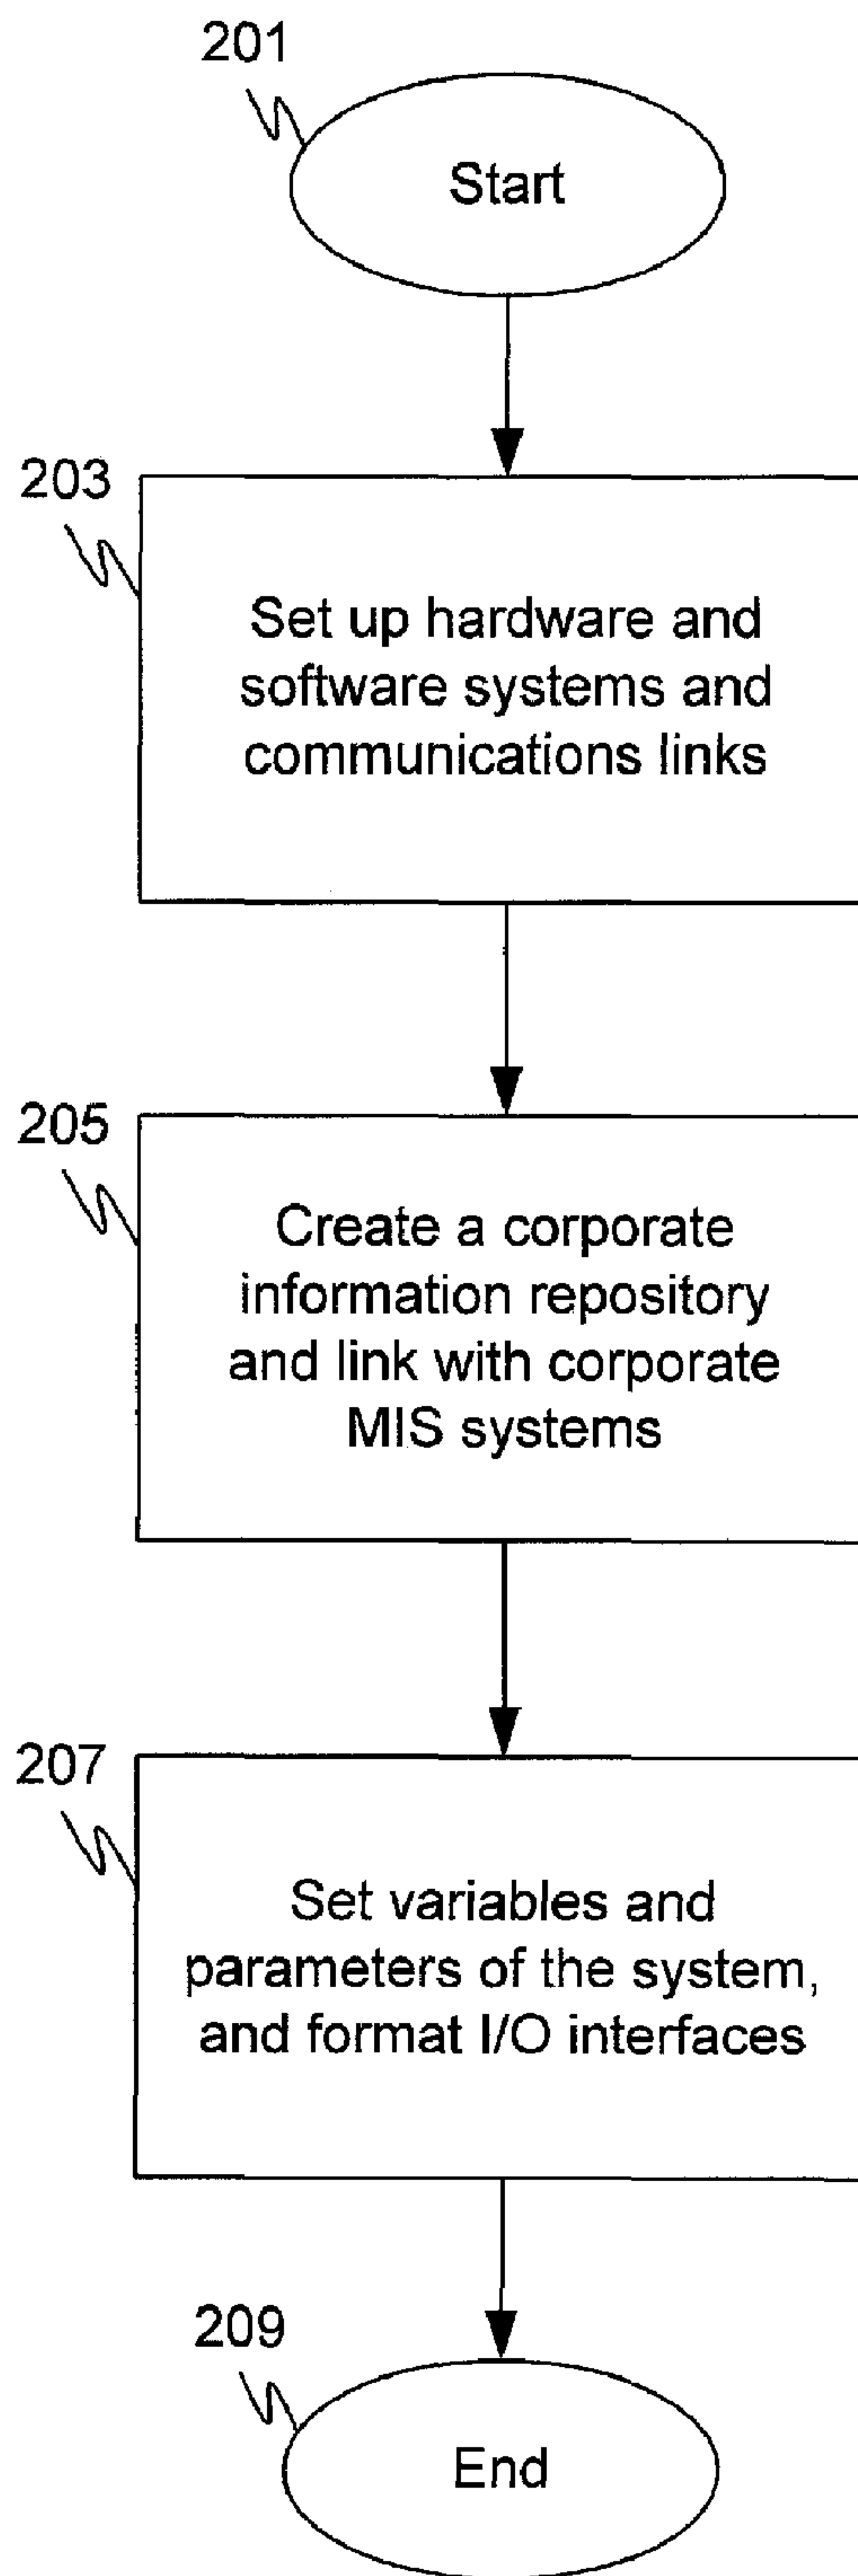 201
Start
203
Set up hardware and
software systems and
communications links
205
Create a corporate
information repository
and link with corporate
MIS systems
207
Set variables and
parameters of the system,
and format I/O interfaces
209
End